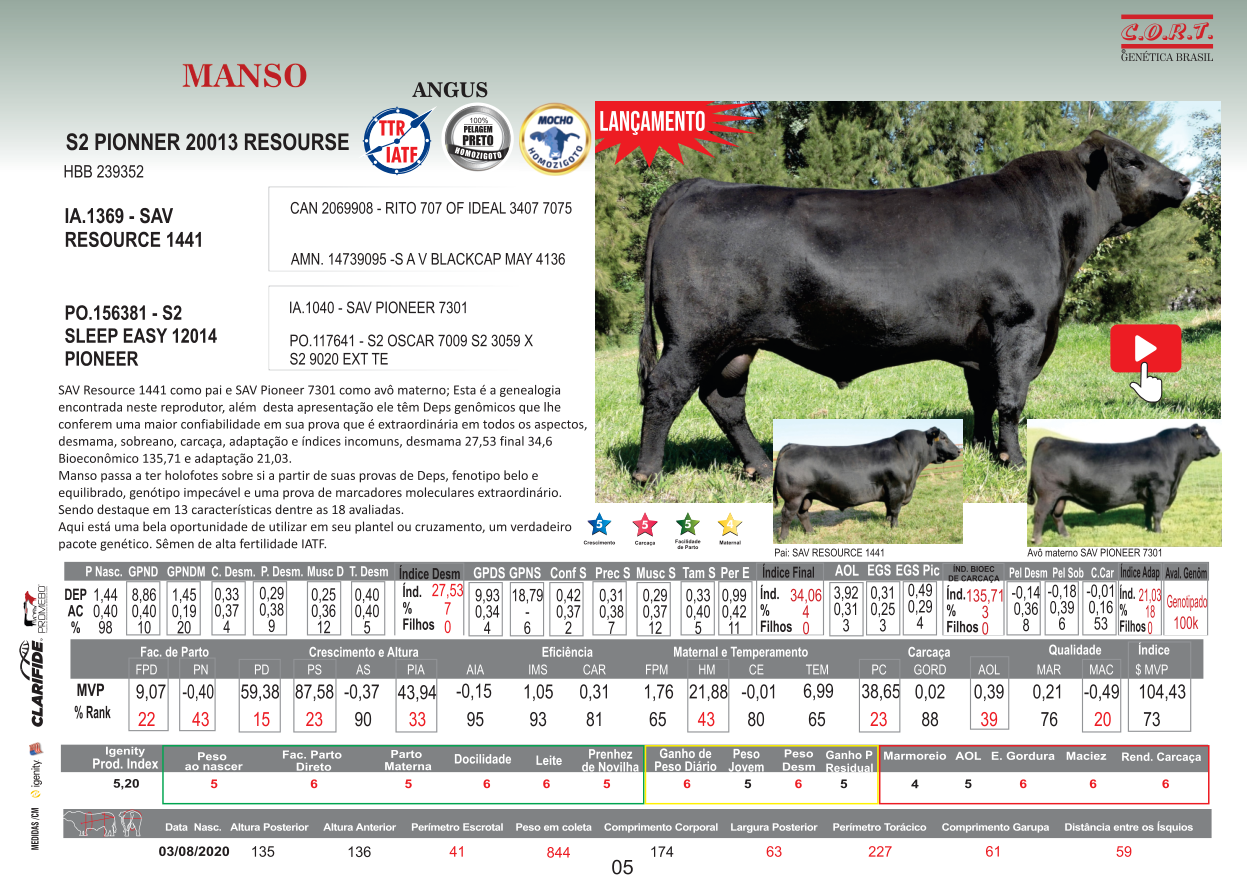 C.O.R.T.
GENÉTICA BRASIL
MANSO
ANGUS
S2 PIONNER 20013 RESOURSE
HBB 239352
TTR
IATF
100%
PELAGEM
PRETO
HOMOZIGOTO
MOCHO
HOMOZIGOTO
LANÇAMENTO
IA.1369 - SAV
RESOURCE 1441
CAN 2069908 - RITO 707 OF IDEAL 3407 7075
AMN. 14739095 -S A V BLACKCAP MAY 4136
PO.156381 - S2
SLEEP EASY 12014
PIONEER
IA.1040 - SAV PIONEER 7301
PO.117641 - S2 OSCAR 7009 S2 3059 X
S2 9020 EXT TE
SAV Resource 1441 como pai e SAV Pioneer 7301 como avô materno; Esta é a genealogia
encontrada neste reprodutor, além desta apresentação ele têm Deps genômicos que lhe
conferem uma maior confiabilidade em sua prova que é extraordinária em todos os aspectos,
desmama, sobreano, carcaça, adaptação e índices incomuns, desmama 27,53 final 34,6
Bioeconômico 135,71 e adaptação 21,03.
Manso passa a ter holofotes sobre si a partir de suas provas de Deps, fenotipo belo e
equilibrado, genótipo impecável e uma prova de marcadores moleculares extraordinário.
Sendo destaque em 13 características dentre as 18 avaliadas.
Aqui está uma bela oportunidade de utilizar em seu plantel ou cruzamento, um verdadeiro
pacote genético. Sêmen de alta fertilidade IATF.
5 5 5 4
Crescimento Carcaça Facilidade de Parto Maternal
Pai: SAV RESOURCE 1441
Avô materno SAV PIONEER 7301
PROMEBO
P Nasc. GPND GPNDM C. Desm. P. Desm. Musc D T. Desm Índice Desm GPDS GPNS Conf S Prec S Musc S Tam S Per E Índice Final AOL EGS EGS Pic ÍND. BIOEC DE CARCAÇA Pel Desm Pel Sob C.Car Índice Adap Aval. Genôm
DEP 1,44 8,86 1,45 0,33 0,29 0,25 0,40 Índ. 27,53 9,93 18,79 0,42 0,31 0,29 0,33 0,99 Índ. 34,06 3,92 0,31 0,49 Índ. 135,71 -0,14 -0,18 -0,01 Índ. 21,03 Genotipado
AC 0,40 0,40 0,19 0,37 0,38 0,36 0,40 % 7 0,34 - 0,37 0,38 0,37 0,40 0,42 % 4 0,31 0,25 0,29 % 3 0,36 0,39 0,16 % 18 100k
% 98 10 20 4 9 12 5 Filhos 0 4 6 2 7 12 5 11 Filhos 0 3 3 4 Filhos 0 8 6 53 Filhos 0
CLARIFIDE
Fac. de Parto Crescimento e Altura Eficiência Maternal e Temperamento Carcaça Qualidade Índice
FPD PN PD PS AS PIA AIA IMS CAR FPM HM CE TEM PC GORD AOL MAR MAC $ MVP
MVP 9,07 -0,40 59,38 87,58 -0,37 43,94 -0,15 1,05 0,31 1,76 21,88 -0,01 6,99 38,65 0,02 0,39 0,21 -0,49 104,43
% Rank 22 43 15 23 90 33 95 93 81 65 43 80 65 23 88 39 76 20 73
igenity
Igenity Prod. Index Peso ao nascer Fac. Parto Direto Parto Materna Docilidade Leite Prenhez de Novilha Ganho de Peso Diário Peso Jovem Peso Desm Ganho P Residual Marmoreio AOL E. Gordura Maciez Rend. Carcaça
5,20 5 6 5 6 6 5 6 5 6 5 4 5 6 6 6
MEDIDAS /CM
Data Nasc. Altura Posterior Altura Anterior Perímetro Escrotal Peso em coleta Comprimento Corporal Largura Posterior Perímetro Torácico Comprimento Garupa Distância entre os Ísquios
03/08/2020 135 136 41 844 174 63 227 61 59
05